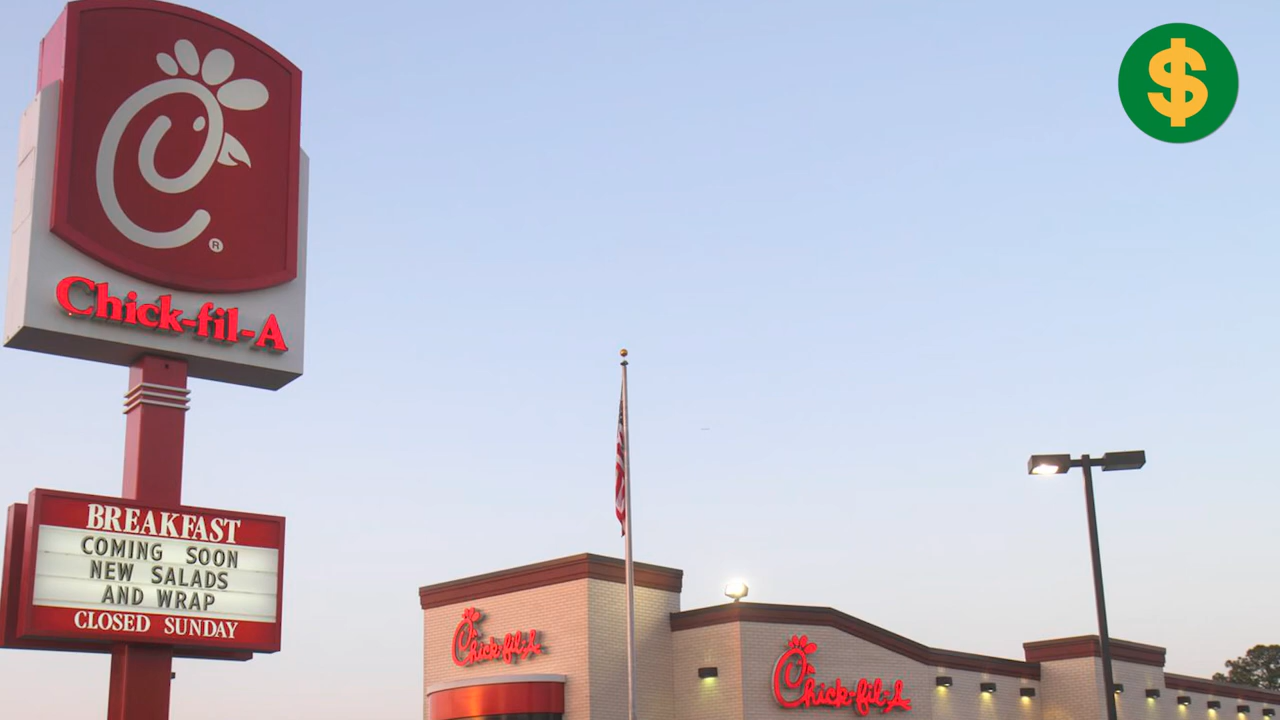 Chick-fil-A
BREAKFAST
COMING SOON
NEW SALADS
AND WRAP
CLOSED SUNDAY
Chick-fil-A
Chick-fil-A
$
®